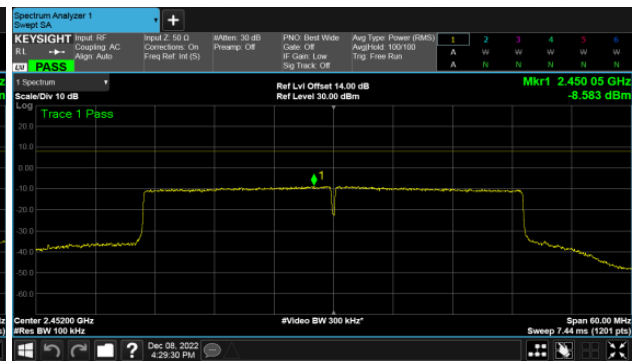 Spectrum Analyzer 1
Swept SA
+
KEYSIGHT Input: RF Input Z: 50 Ω #Atten: 30 dB PNO: Best Wide Avg Type: Power (RMS) 1 2 3 4 5 6
RL Coupling: AC Corrections: On Preamp: Off Gate: Off Avg|Hold: 100/100 A W W W W W
Align: Auto Freq Ref: Int (S) IF Gain: Low Trig: Free Run
LXI PASS Sig Track: Off A N N N N N
1 Spectrum Ref Lvl Offset 14.00 dB Mkr1 2.450 05 GHz
Scale/Div 10 dB Ref Level 30.00 dBm -8.583 dBm
Log
Trace 1 Pass
20.0
10.0
0.00
1
-10.0
-20.0
-30.0
-40.0
-50.0
-60.0
Center 2.45200 GHz #Video BW 300 kHz* Span 60.00 MHz
#Res BW 100 kHz Sweep 7.44 ms (1201 pts)
? Dec 08, 2022
4:29:30 PM